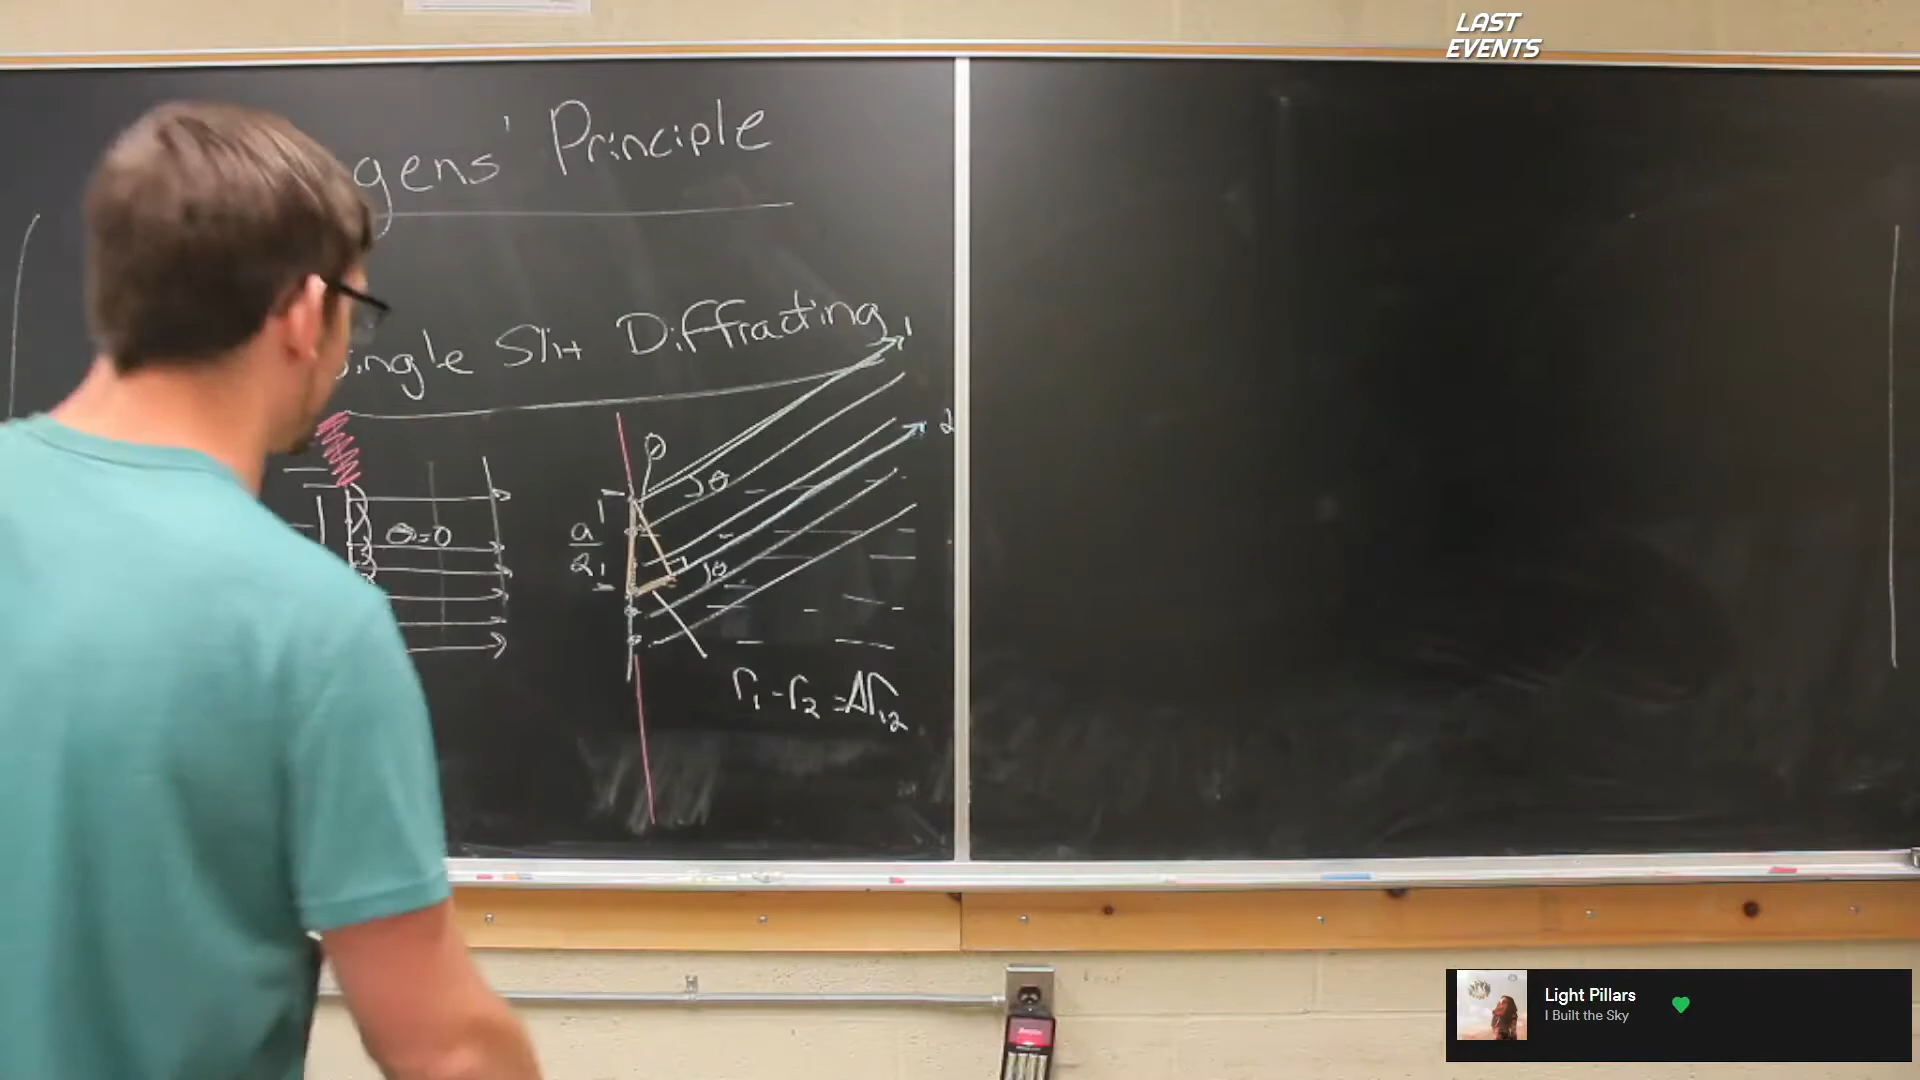 LAST
EVENTS
gens' Principle
ingle Slit Diffracting
1
2
θ
θ
θ=0
a
2
θ
r₁ - r₂ = Δr₁₂
Light Pillars
I Built the Sky